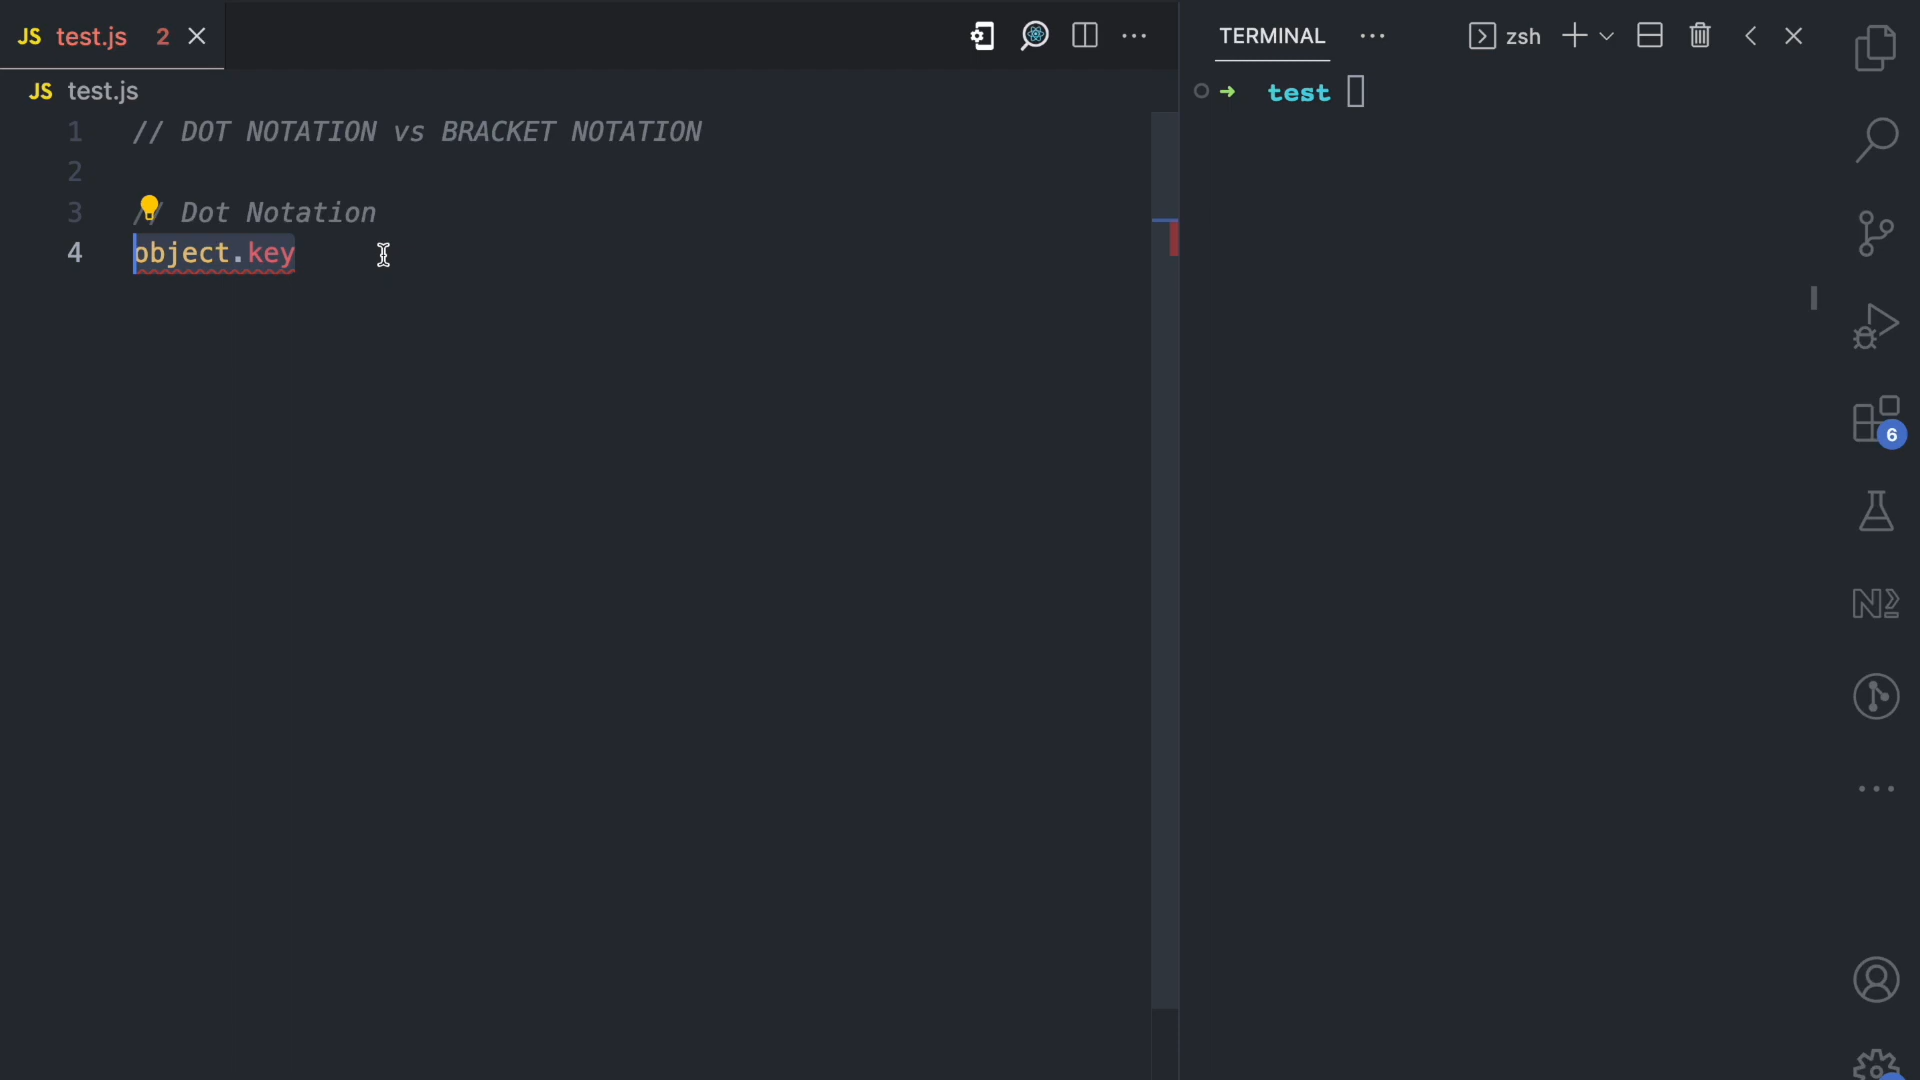 JS test.js 2
TERMINAL
zsh
JS test.js
test
1 // DOT NOTATION vs BRACKET NOTATION
2
3 // Dot Notation
4 object.key
6